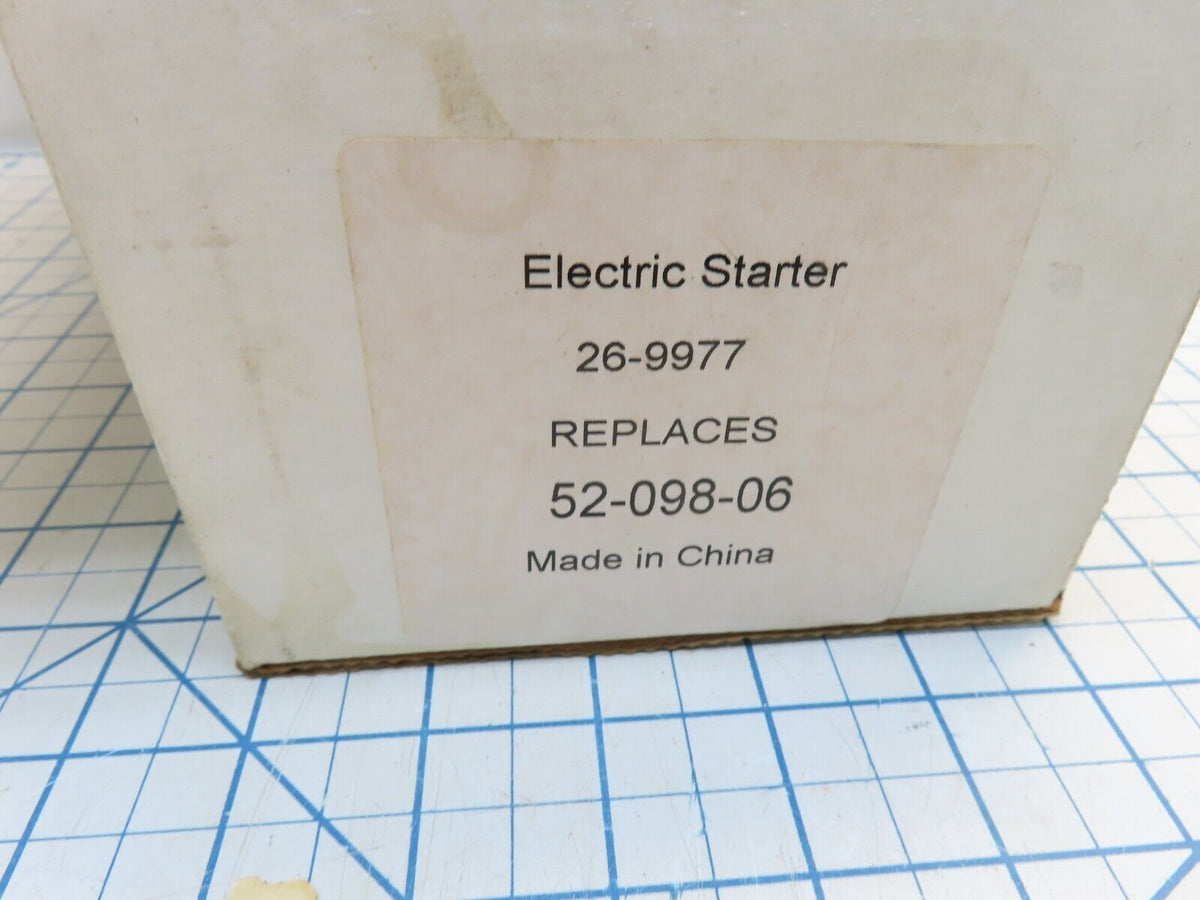 Electric Starter
26-9977
REPLACES
52-098-06
Made in China